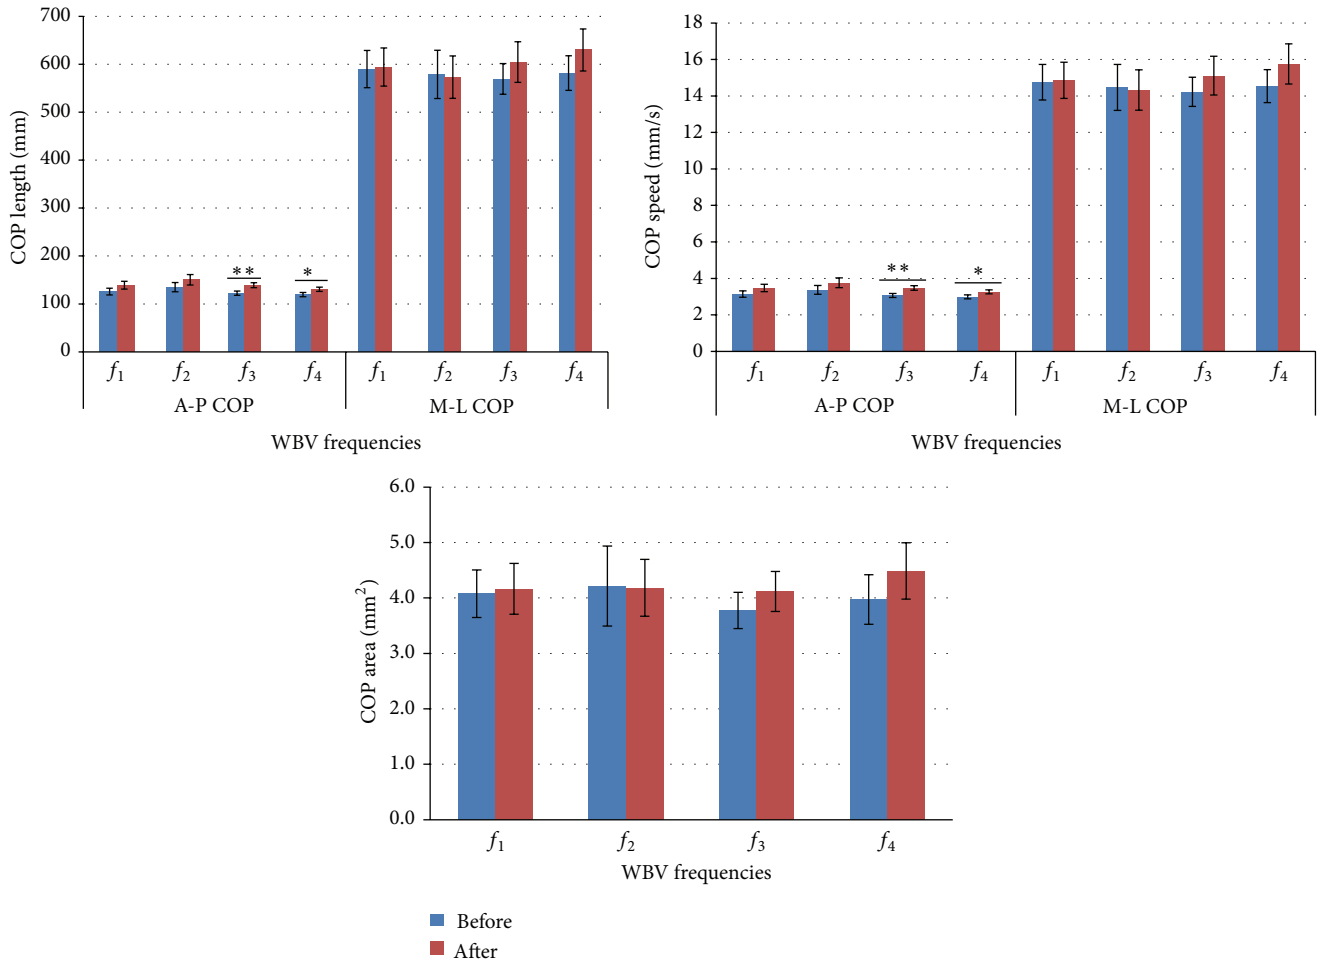 700
600
500
400
300
200
100
0
COP length (mm)
** *
f1 f2 f3 f4 f1 f2 f3 f4
A-P COP M-L COP
WBV frequencies
18
16
14
12
10
8
6
4
2
0
COP speed (mm/s)
** *
f1 f2 f3 f4 f1 f2 f3 f4
A-P COP M-L COP
WBV frequencies
6.0
5.0
4.0
3.0
2.0
1.0
0.0
COP area (mm²)
f1 f2 f3 f4
WBV frequencies
Before
After